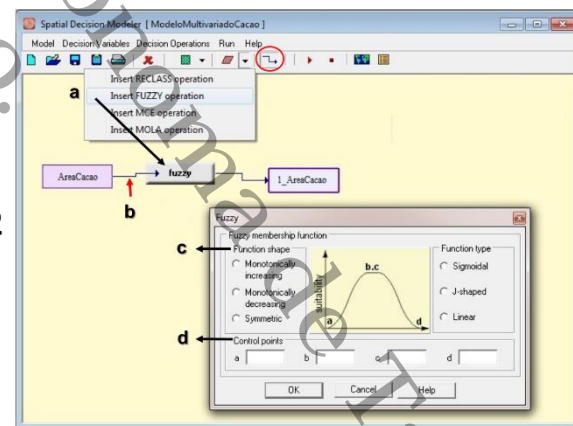 Spatial Decision Modeler [ ModeloMultivariadoCacao ]
Model Decision Variables Decision Operations Run Help
Insert RECLASS operation
a
Insert FUZZY operation
Insert MCE operation
Insert MOLA operation
AreaCacao
fuzzy
1_AreaCacao
b
Fuzzy
Fuzzy membership function
c
Function shape
Function type
Monotonically increasing
Monotonically decreasing
Symmetric
suitability
b.c
a
d
Sigmoidal
J-shaped
Linear
d
Control points
a
b
c
d
OK
Cancel
Help